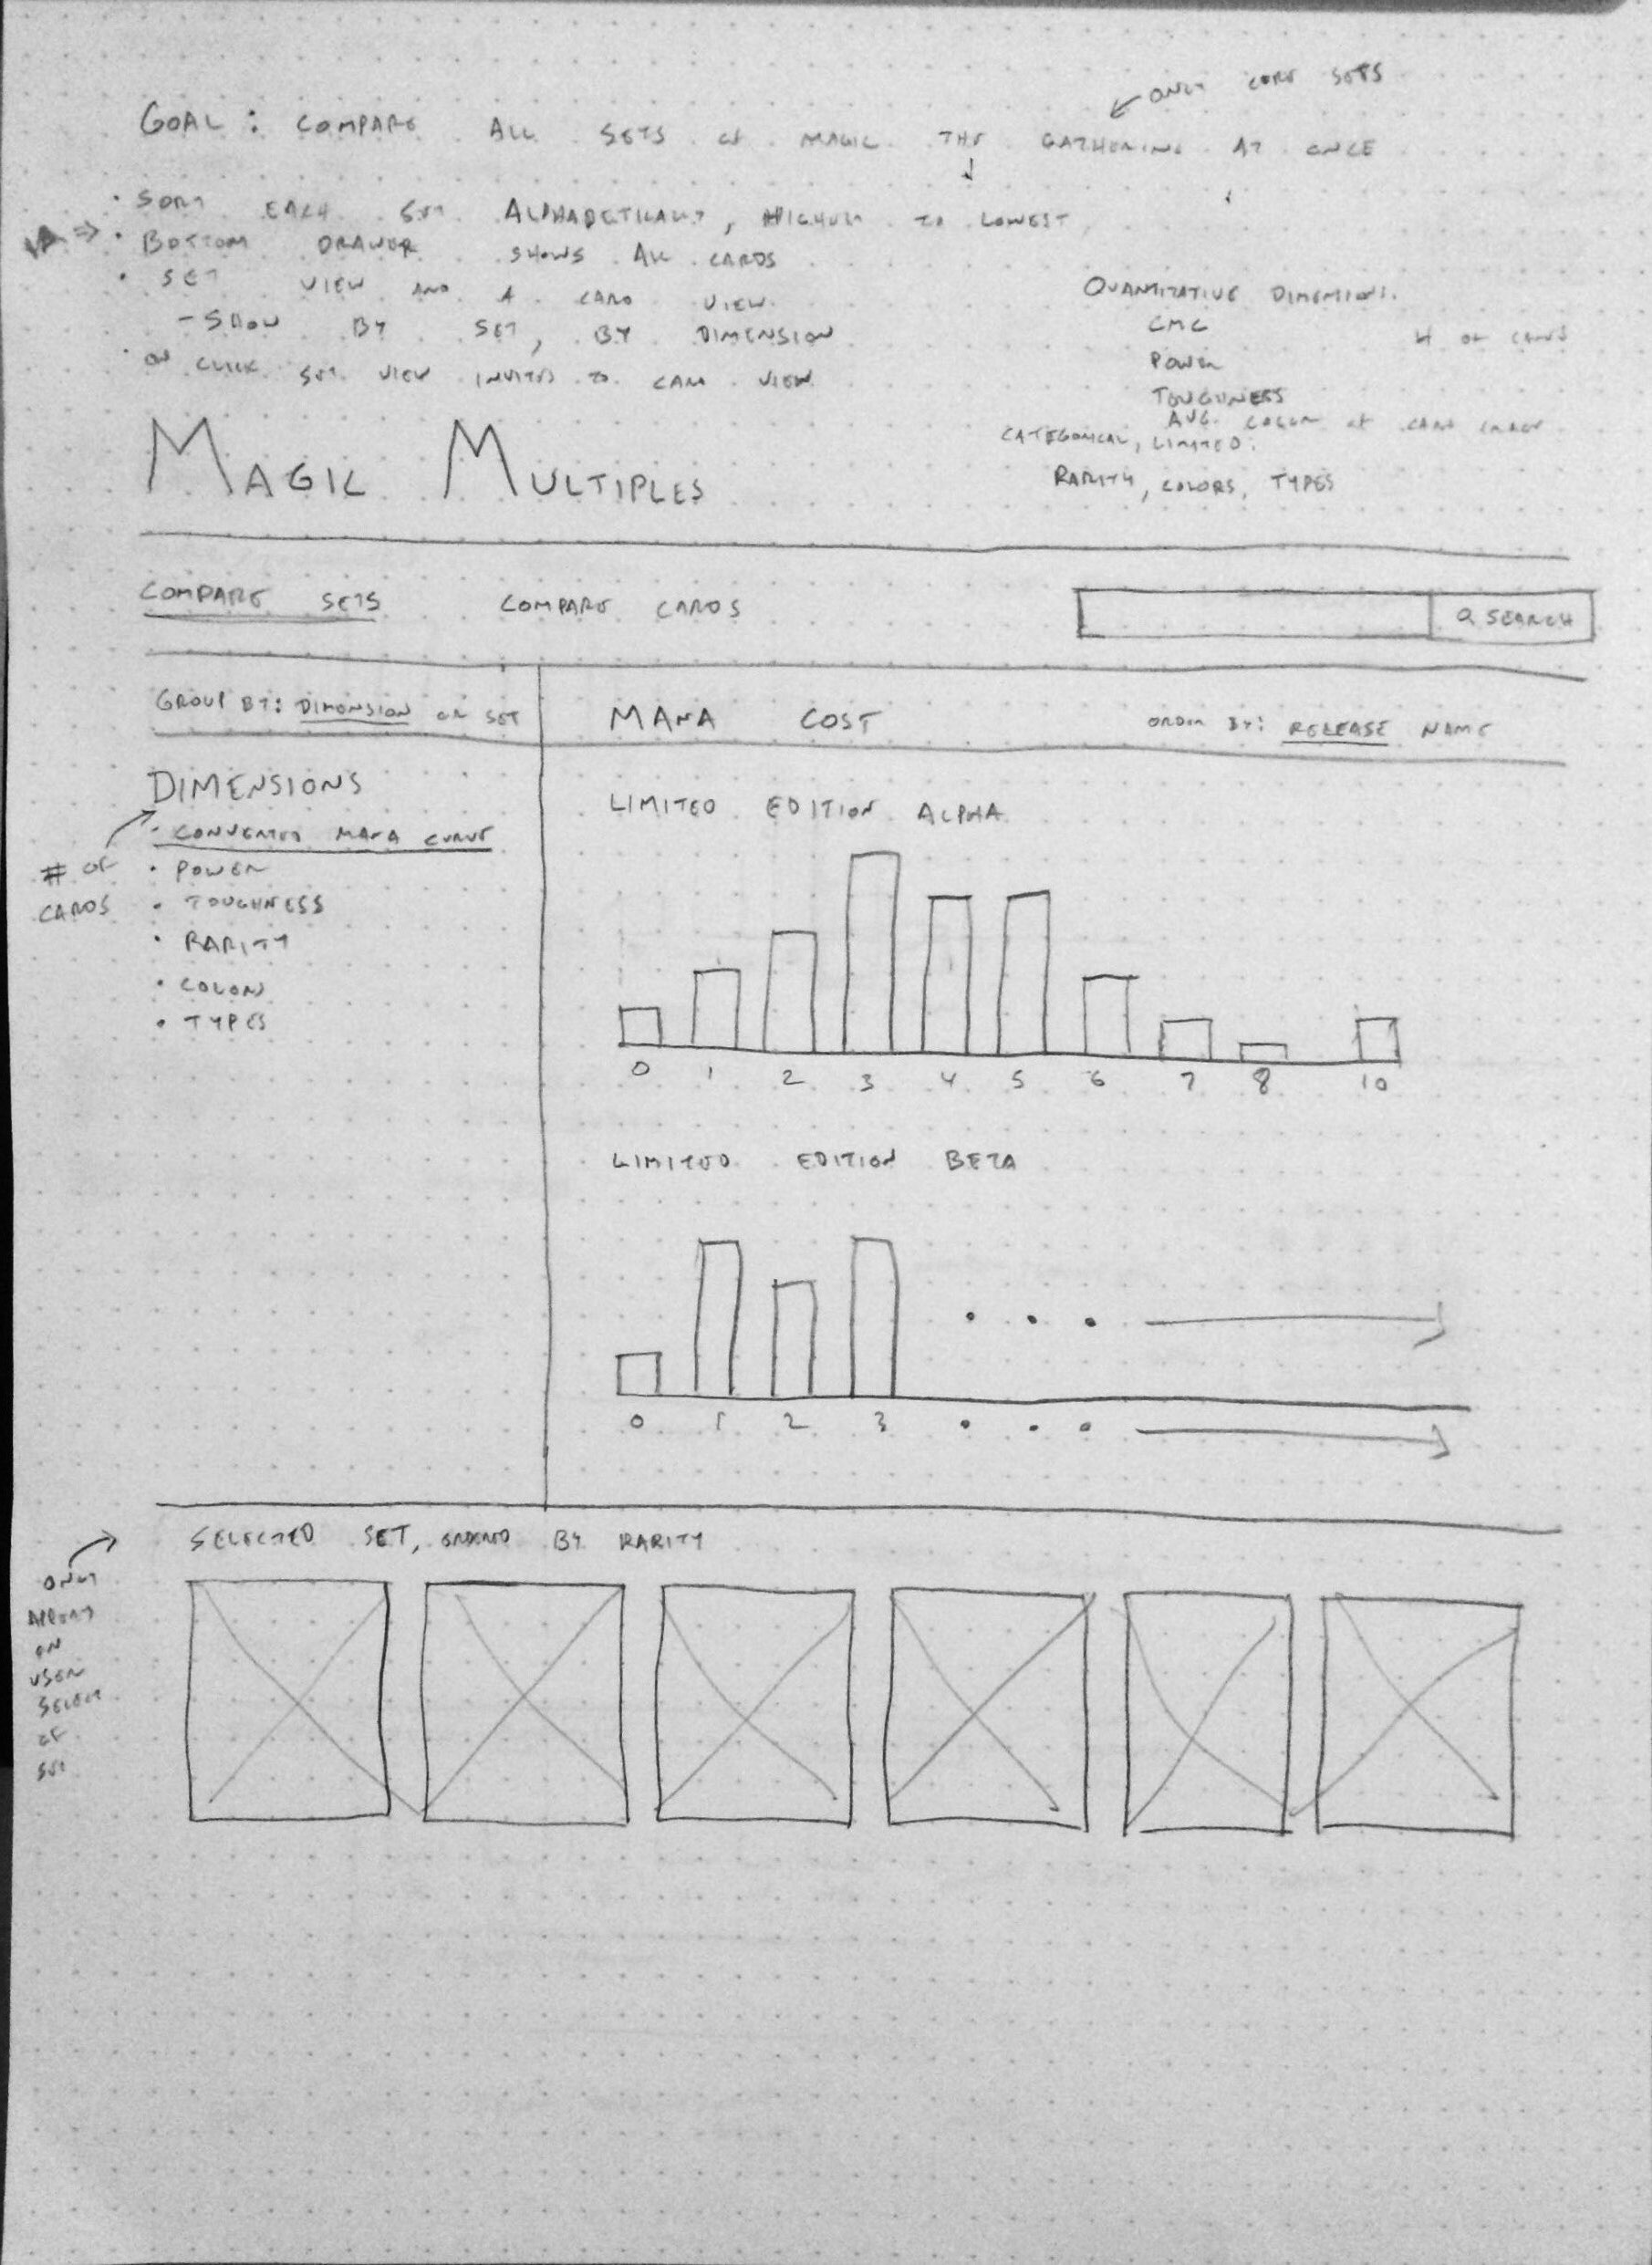 ONLY CORE SETS
GOAL: COMPARE ALL SETS OF MAGIC THE GATHERING AT ONCE
• SORT EACH SET ALPHABETICALLY, HIGHEST TO LOWEST
• BOTTOM DRAWER SHOWS ALL CARDS
• SET VIEW AND A CARD VIEW
- SHOW BY SET, BY DIMENSION
• ON CLICK SET VIEW INVITES TO CARD VIEW
QUANTITATIVE DIMENSIONS.
CMC
# OF CARDS
POWER
TOUGHNESS
AVG. COLOR OF CARD IMAGE
CATEGORICAL, LIMITED:
RARITY, COLORS, TYPES
MAGIC MULTIPLES
COMPARE SETS COMPARE CARDS SEARCH
GROUP BY: DIMENSION OR SET
MANA COST
ORDER BY: RELEASE NAME
DIMENSIONS
• CONVERTED MANA CURVE
• POWER
• TOUGHNESS
• RARITY
• COLORS
• TYPES
# OF
CARDS
LIMITED EDITION ALPHA
0 1 2 3 4 5 6 7 8 10
LIMITED EDITION BETA
0 1 2 3 . . .
SELECTED SET, ORDERED BY RARITY
ONLY
APPEARS
ON
USER
SELECT
OF
SET